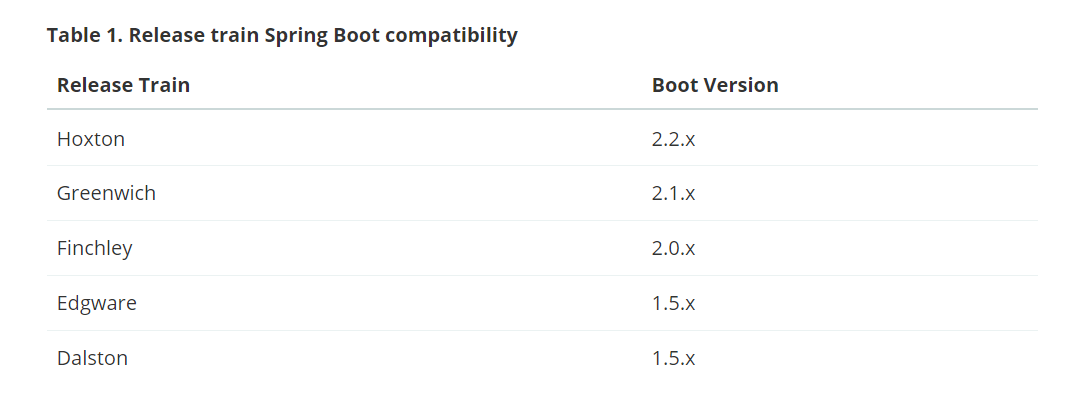 Table 1. Release train Spring Boot compatibility
Release Train Boot Version
Hoxton 2.2.x
Greenwich 2.1.x
Finchley 2.0.x
Edgware 1.5.x
Dalston 1.5.x